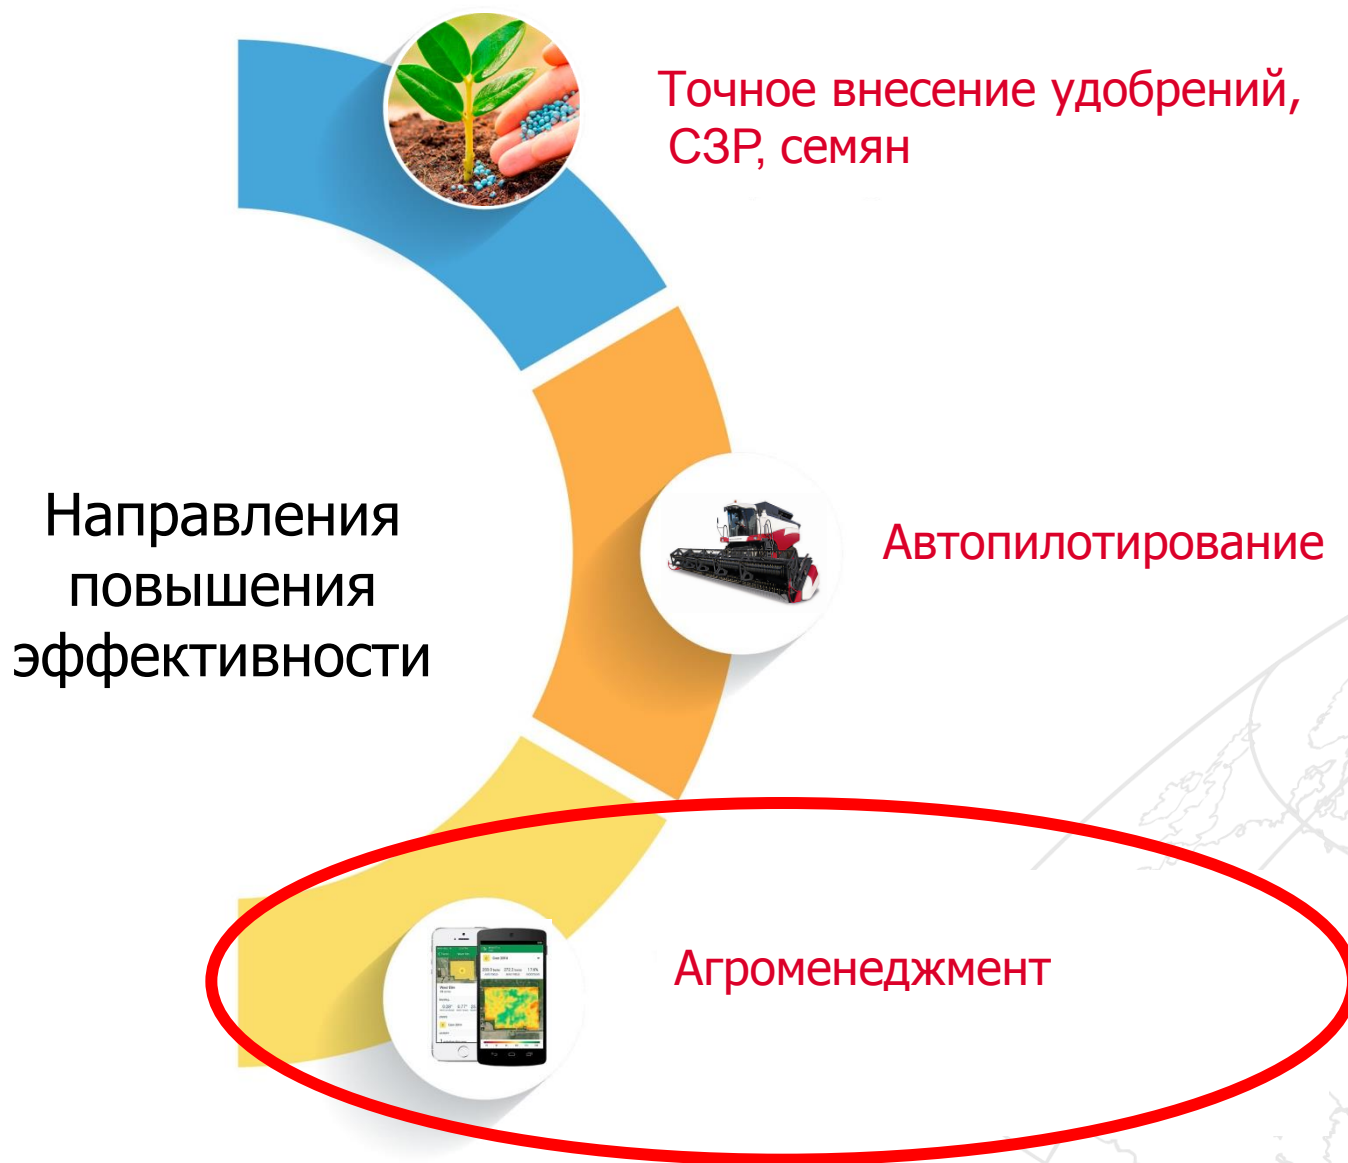 Точное внесение удобрений,
СЗР, семян
Направления
повышения
эффективности
Автопилотирование
Агроменеджмент